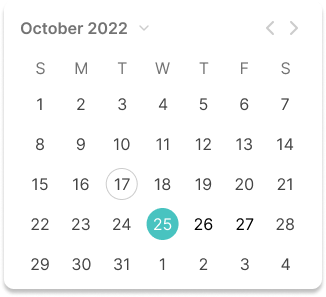 October 2022
S M T W T F S
1 2 3 4 5 6 7
8 9 10 11 12 13 14
15 16 17 18 19 20 21
22 23 24 25 26 27 28
29 30 31 1 2 3 4